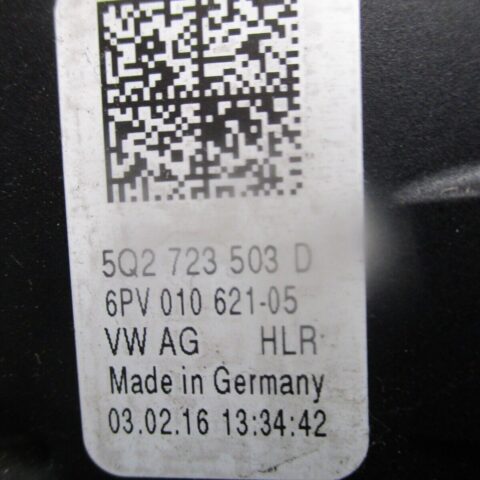 5Q2 723 503 D
6PV 010 621-05
VW AG HLR
Made in Germany
03.02.16 13:34:42